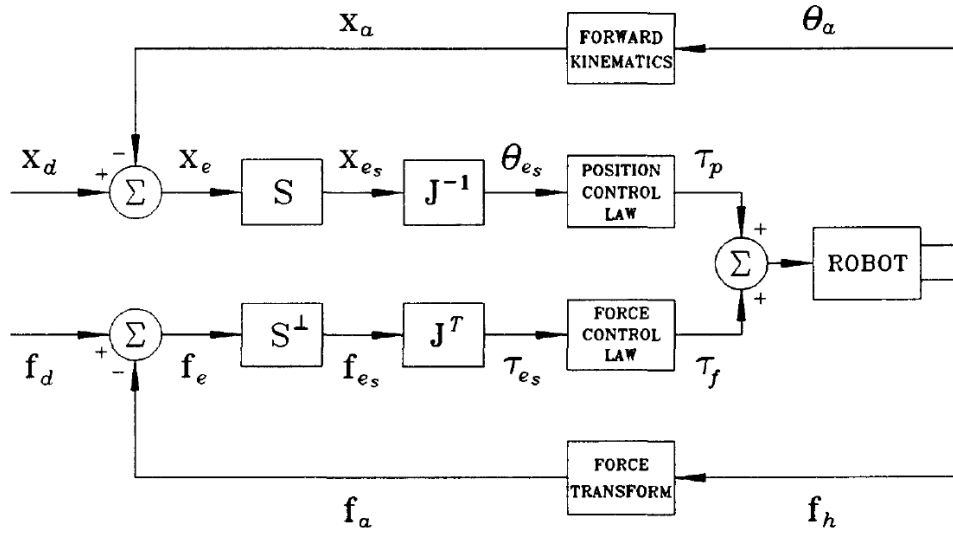 x_a
FORWARD
KINEMATICS
θ_a
x_d
+
−
Σ
x_e
S
x_{e_s}
J^{-1}
θ_{e_s}
POSITION
CONTROL
LAW
τ_p
+
Σ
+
ROBOT
f_d
+
−
Σ
f_e
S^⊥
f_{e_s}
J^T
τ_{e_s}
FORCE
CONTROL
LAW
τ_f
f_a
FORCE
TRANSFORM
f_h